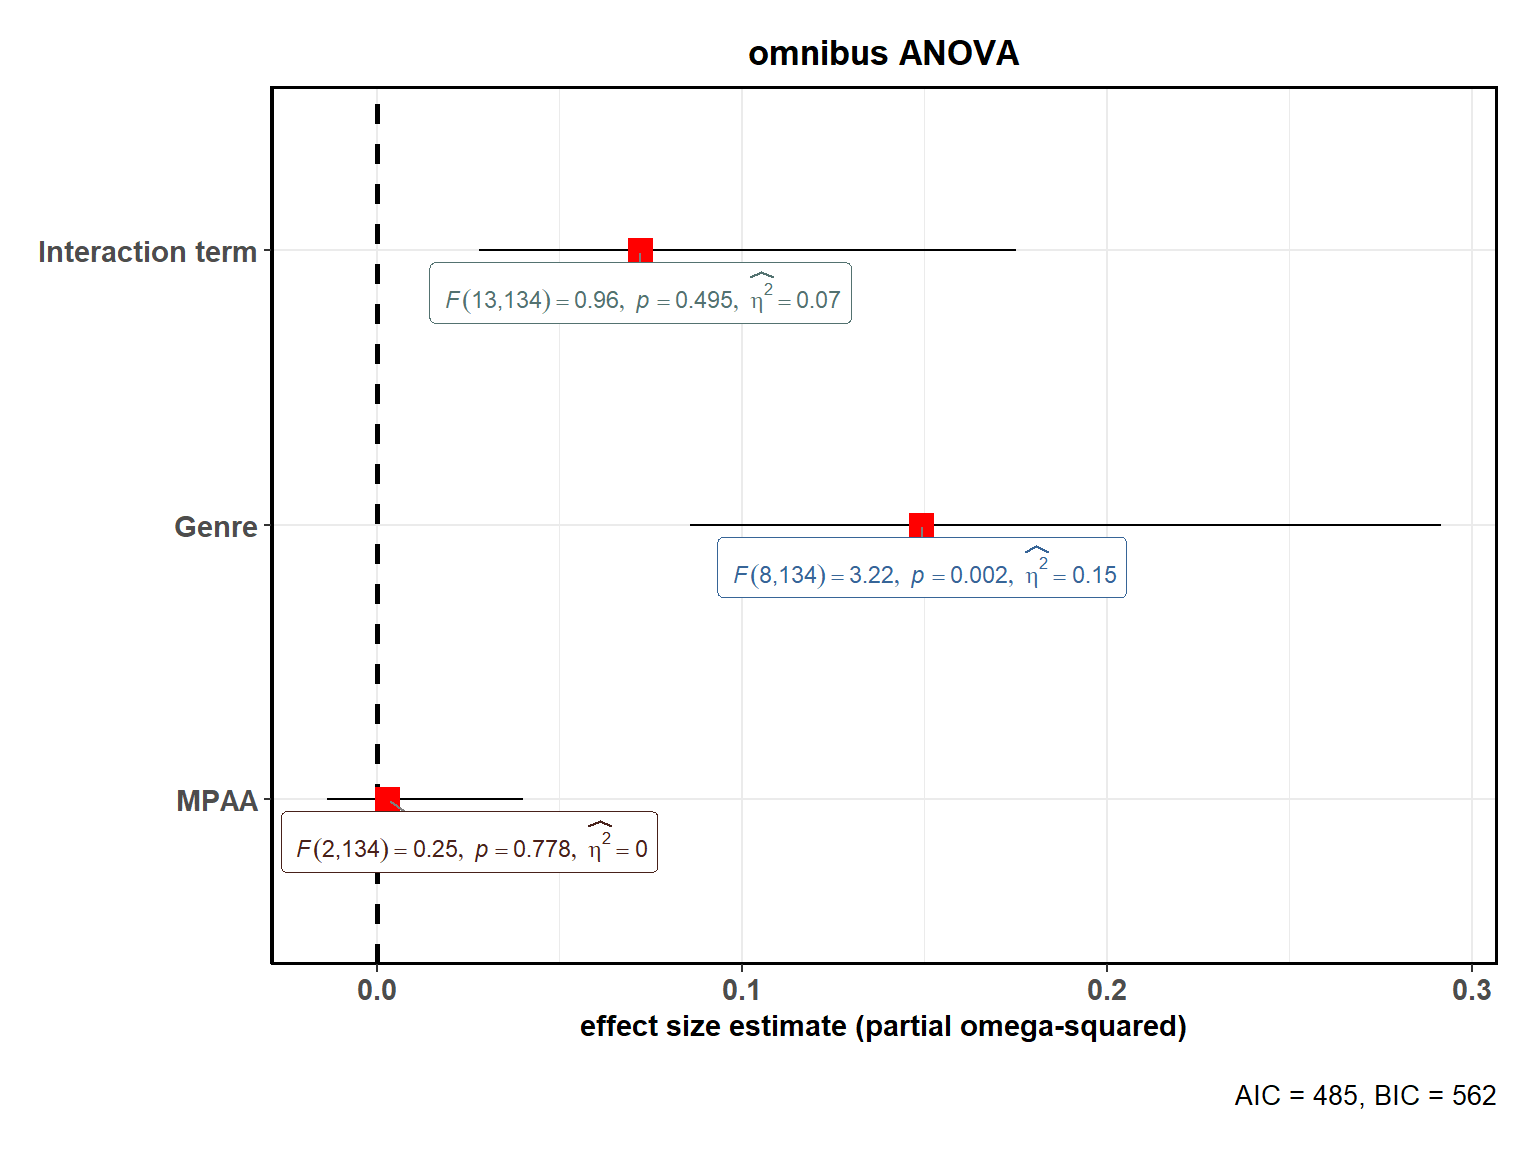 omnibus ANOVA
Interaction term
F(13,134) = 0.96, p = 0.495, η̂² = 0.07
Genre
F(8,134) = 3.22, p = 0.002, η̂² = 0.15
MPAA
F(2,134) = 0.25, p = 0.778, η̂² = 0
0.0 0.1 0.2 0.3
effect size estimate (partial omega-squared)
AIC = 485, BIC = 562